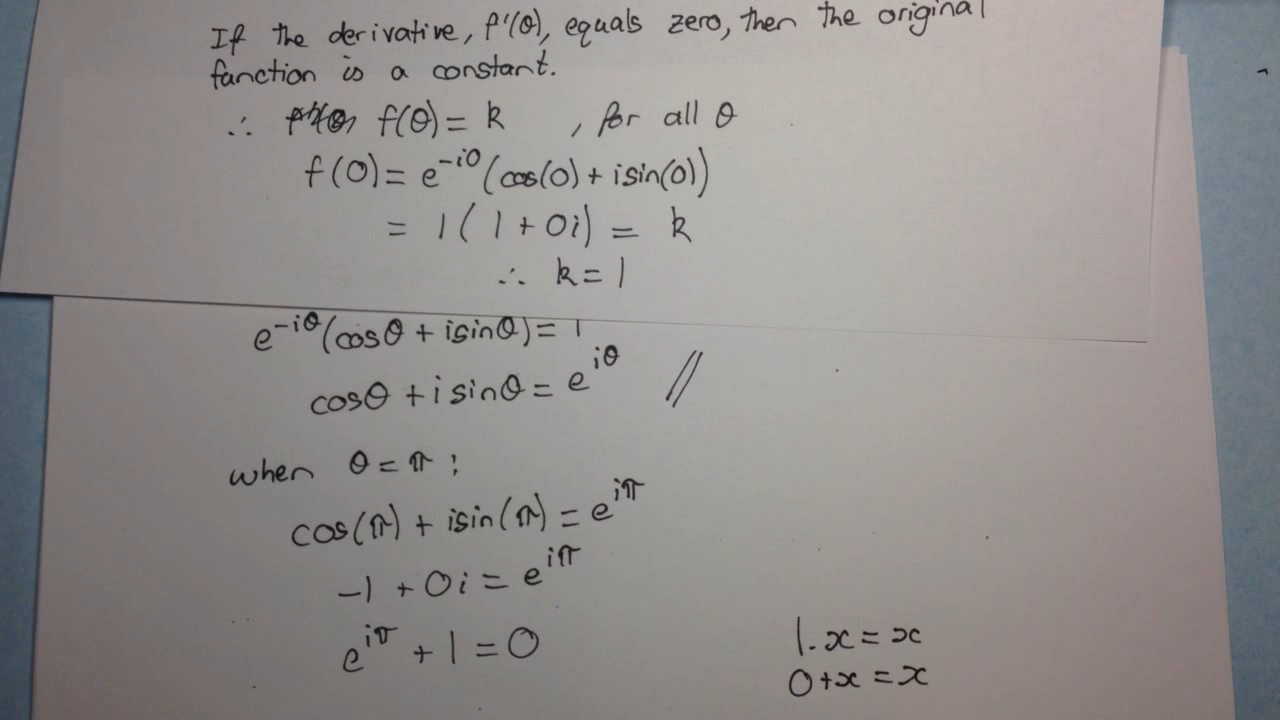 If the derivative, f'(θ), equals zero, then the original
fanction is a constant.
∴ f(θ) = k , for all θ
f(0) = e^{-i0}(cos(0) + isin(0))
= 1(1 + 0i) = k
∴ k = 1
e^{-iθ}(cosθ + isinθ) = 1
cosθ + i sinθ = e^{iθ} //
when θ = π :
cos(π) + isin(π) = e^{iπ}
-1 + 0i = e^{iπ}
e^{iπ} + 1 = 0
1.x = x
0+x = x